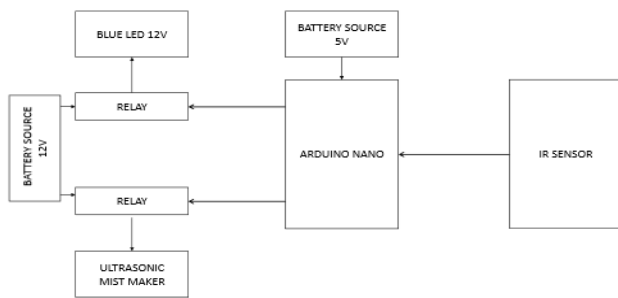 BLUE LED 12V
BATTERY SOURCE
5V
BATTERY SOURCE
12V
RELAY
ARDUINO NANO
IR SENSOR
RELAY
ULTRASONIC
MIST MAKER